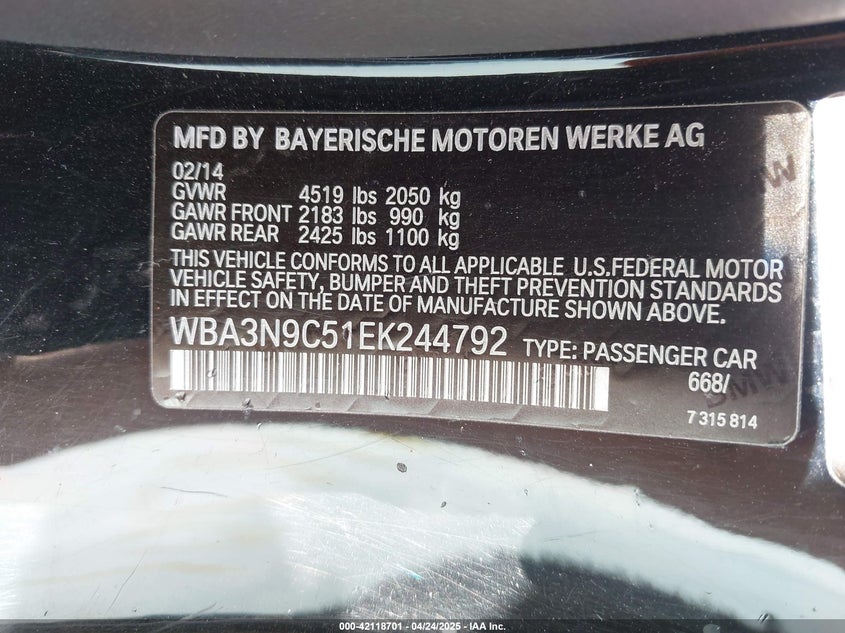 MFD BY BAYERISCHE MOTOREN WERKE AG
02/14
GVWR 4519 lbs 2050 kg
GAWR FRONT 2183 lbs 990 kg
GAWR REAR 2425 lbs 1100 kg
THIS VEHICLE CONFORMS TO ALL APPLICABLE U.S.FEDERAL MOTOR
VEHICLE SAFETY, BUMPER AND THEFT PREVENTION STANDARDS
IN EFFECT ON THE DATE OF MANUFACTURE SHOWN ABOVE.
WBA3N9C51EK244792 TYPE: PASSENGER CAR
668/
7 315 814
BMW
BMW
000-42118701 - 04/24/2025 - IAA Inc.